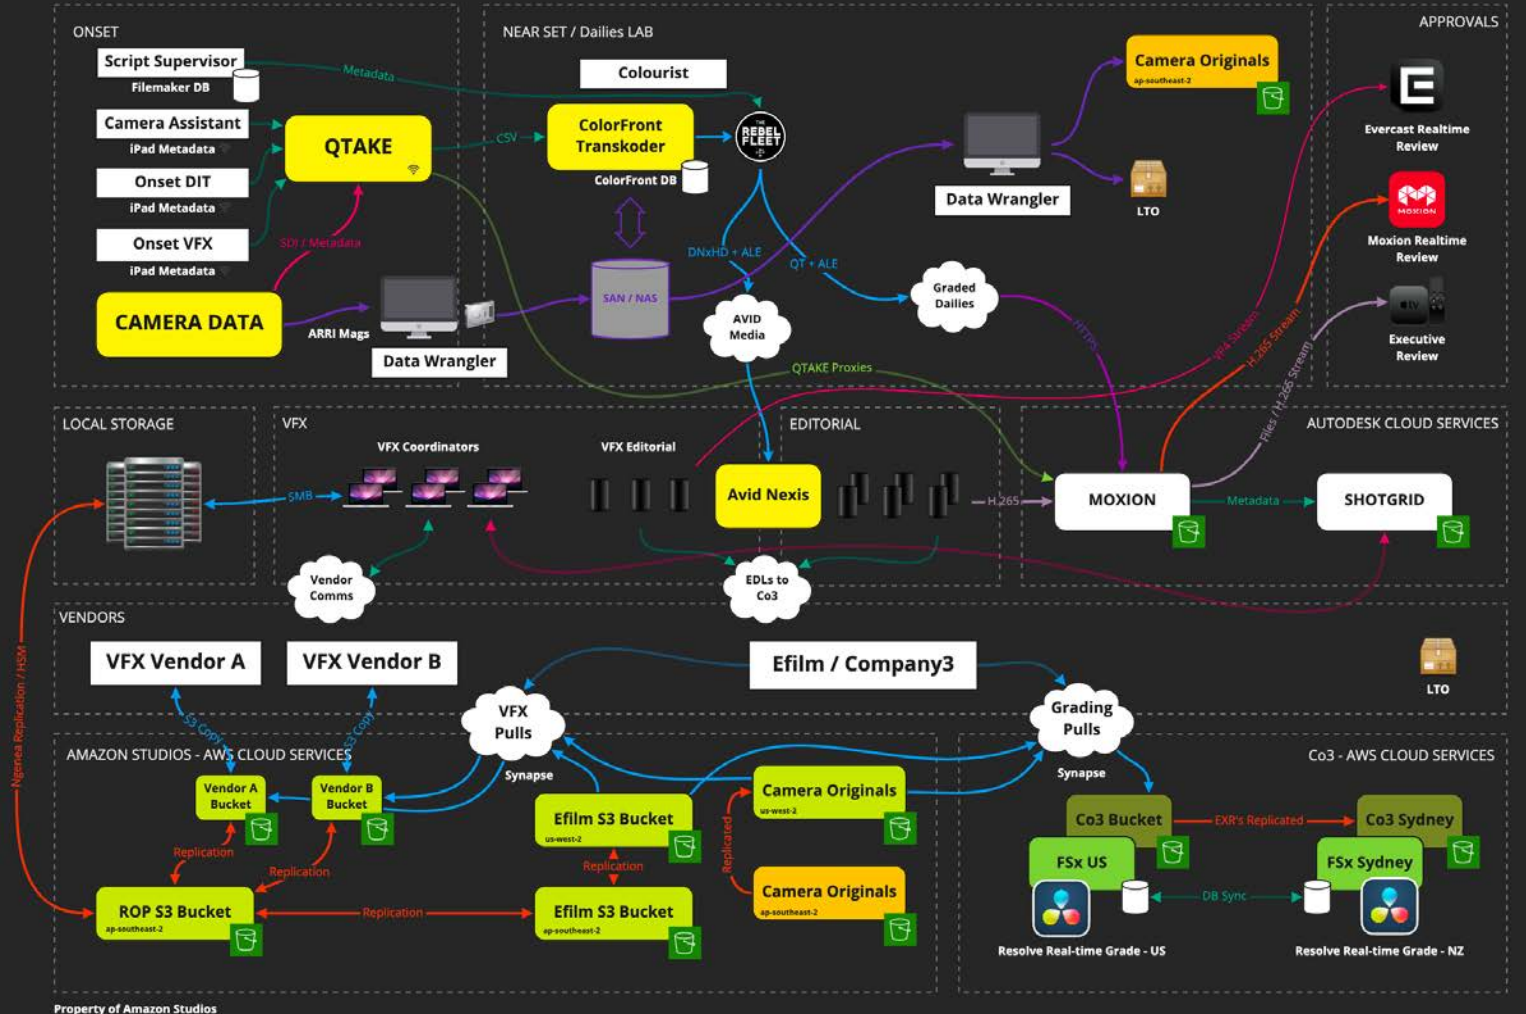 ONSET
Script Supervisor
Filemaker DB
Metadata
Camera Assistant
iPad Metadata
Onset DIT
iPad Metadata
Onset VFX
iPad Metadata
QTAKE
CSV
SDI / Metadata
CAMERA DATA
ARRI Mags
Data Wrangler
NEAR SET / Dailies LAB
Colourist
ColorFront
Transkoder
ColorFront DB
THE
REBEL
FLEET
SAN / NAS
DNxHD + ALE
QT + ALE
AVID
Media
Graded
Dailies
Data Wrangler
Camera Originals
ap-southeast-2
LTO
HTTPS
QTAKE Proxies
APPROVALS
Evercast Realtime
Review
MOXION
Moxion Realtime
Review
tv
Executive
Review
VP4 Stream
H.265 Stream
Files / H.265 Stream
LOCAL STORAGE
SMB
VFX
VFX Coordinators
VFX Editorial
Vendor
Comms
EDITORIAL
Avid Nexis
EDLs to
Co3
H.265
AUTODESK CLOUD SERVICES
MOXION
Metadata
SHOTGRID
Ngenea Replication / HSM
VENDORS
VFX Vendor A
VFX Vendor B
Efilm / Company3
LTO
S3 Copy
S3 Copy
VFX
Pulls
Synapse
Grading
Pulls
Synapse
AMAZON STUDIOS - AWS CLOUD SERVICES
Vendor A
Bucket
Vendor B
Bucket
Replication
Replication
ROP S3 Bucket
ap-southeast-2
Replication
Efilm S3 Bucket
us-west-2
Replication
Efilm S3 Bucket
ap-southeast-2
Camera Originals
us-west-2
Replicated
Camera Originals
ap-southeast-2
Co3 - AWS CLOUD SERVICES
Co3 Bucket
EXR's Replicated
Co3 Sydney
FSx US
FSx Sydney
DB Sync
Resolve Real-time Grade - US
Resolve Real-time Grade - NZ
Property of Amazon Studios